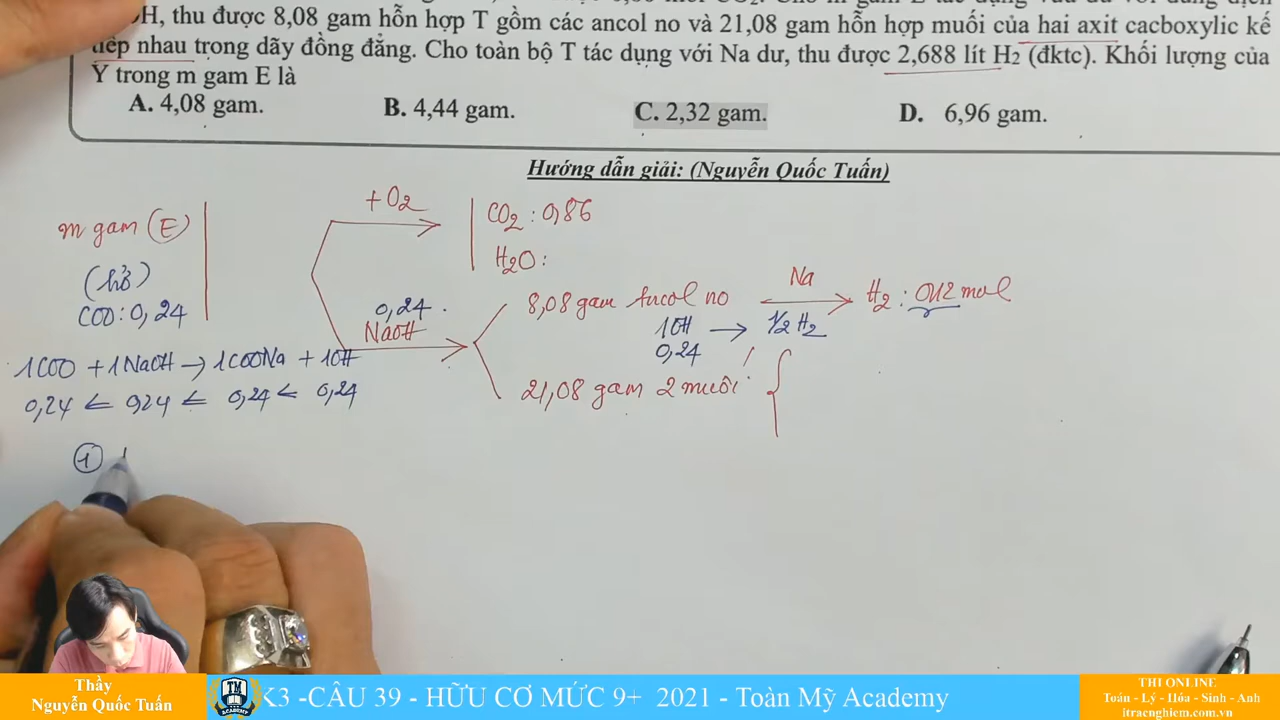 H, thu được 8,08 gam hỗn hợp T gồm các ancol no và 21,08 gam hỗn hợp muối của hai axit cacboxylic kế
tiếp nhau trong dãy đồng đẳng. Cho toàn bộ T tác dụng với Na dư, thu được 2,688 lít H2 (đktc). Khối lượng của
Y trong m gam E là
A. 4,08 gam. B. 4,44 gam. C. 2,32 gam. D. 6,96 gam.
Hướng dẫn giải: (Nguyễn Quốc Tuấn)
+ O2
CO2 : 0,86
H2O :
m gam (E)
(hở)
COO : 0,24
0,24
NaOH
8,08 gam Ancol no
Na
H2 : 0,12 mol
1OH → 1/2 H2
0,24
21,08 gam 2 muối
1COO + 1NaOH → 1COONa + 1OH
0,24 ← 0,24 ← 0,24 ← 0,24
1
Thầy
Nguyễn Quốc Tuấn
TM
ACADEMY
K3 -CÂU 39 - HỮU CƠ MỨC 9+ 2021 - Toàn Mỹ Academy
THI ONLINE
Toán - Lý - Hóa - Sinh - Anh
itracnghiem.com.vn